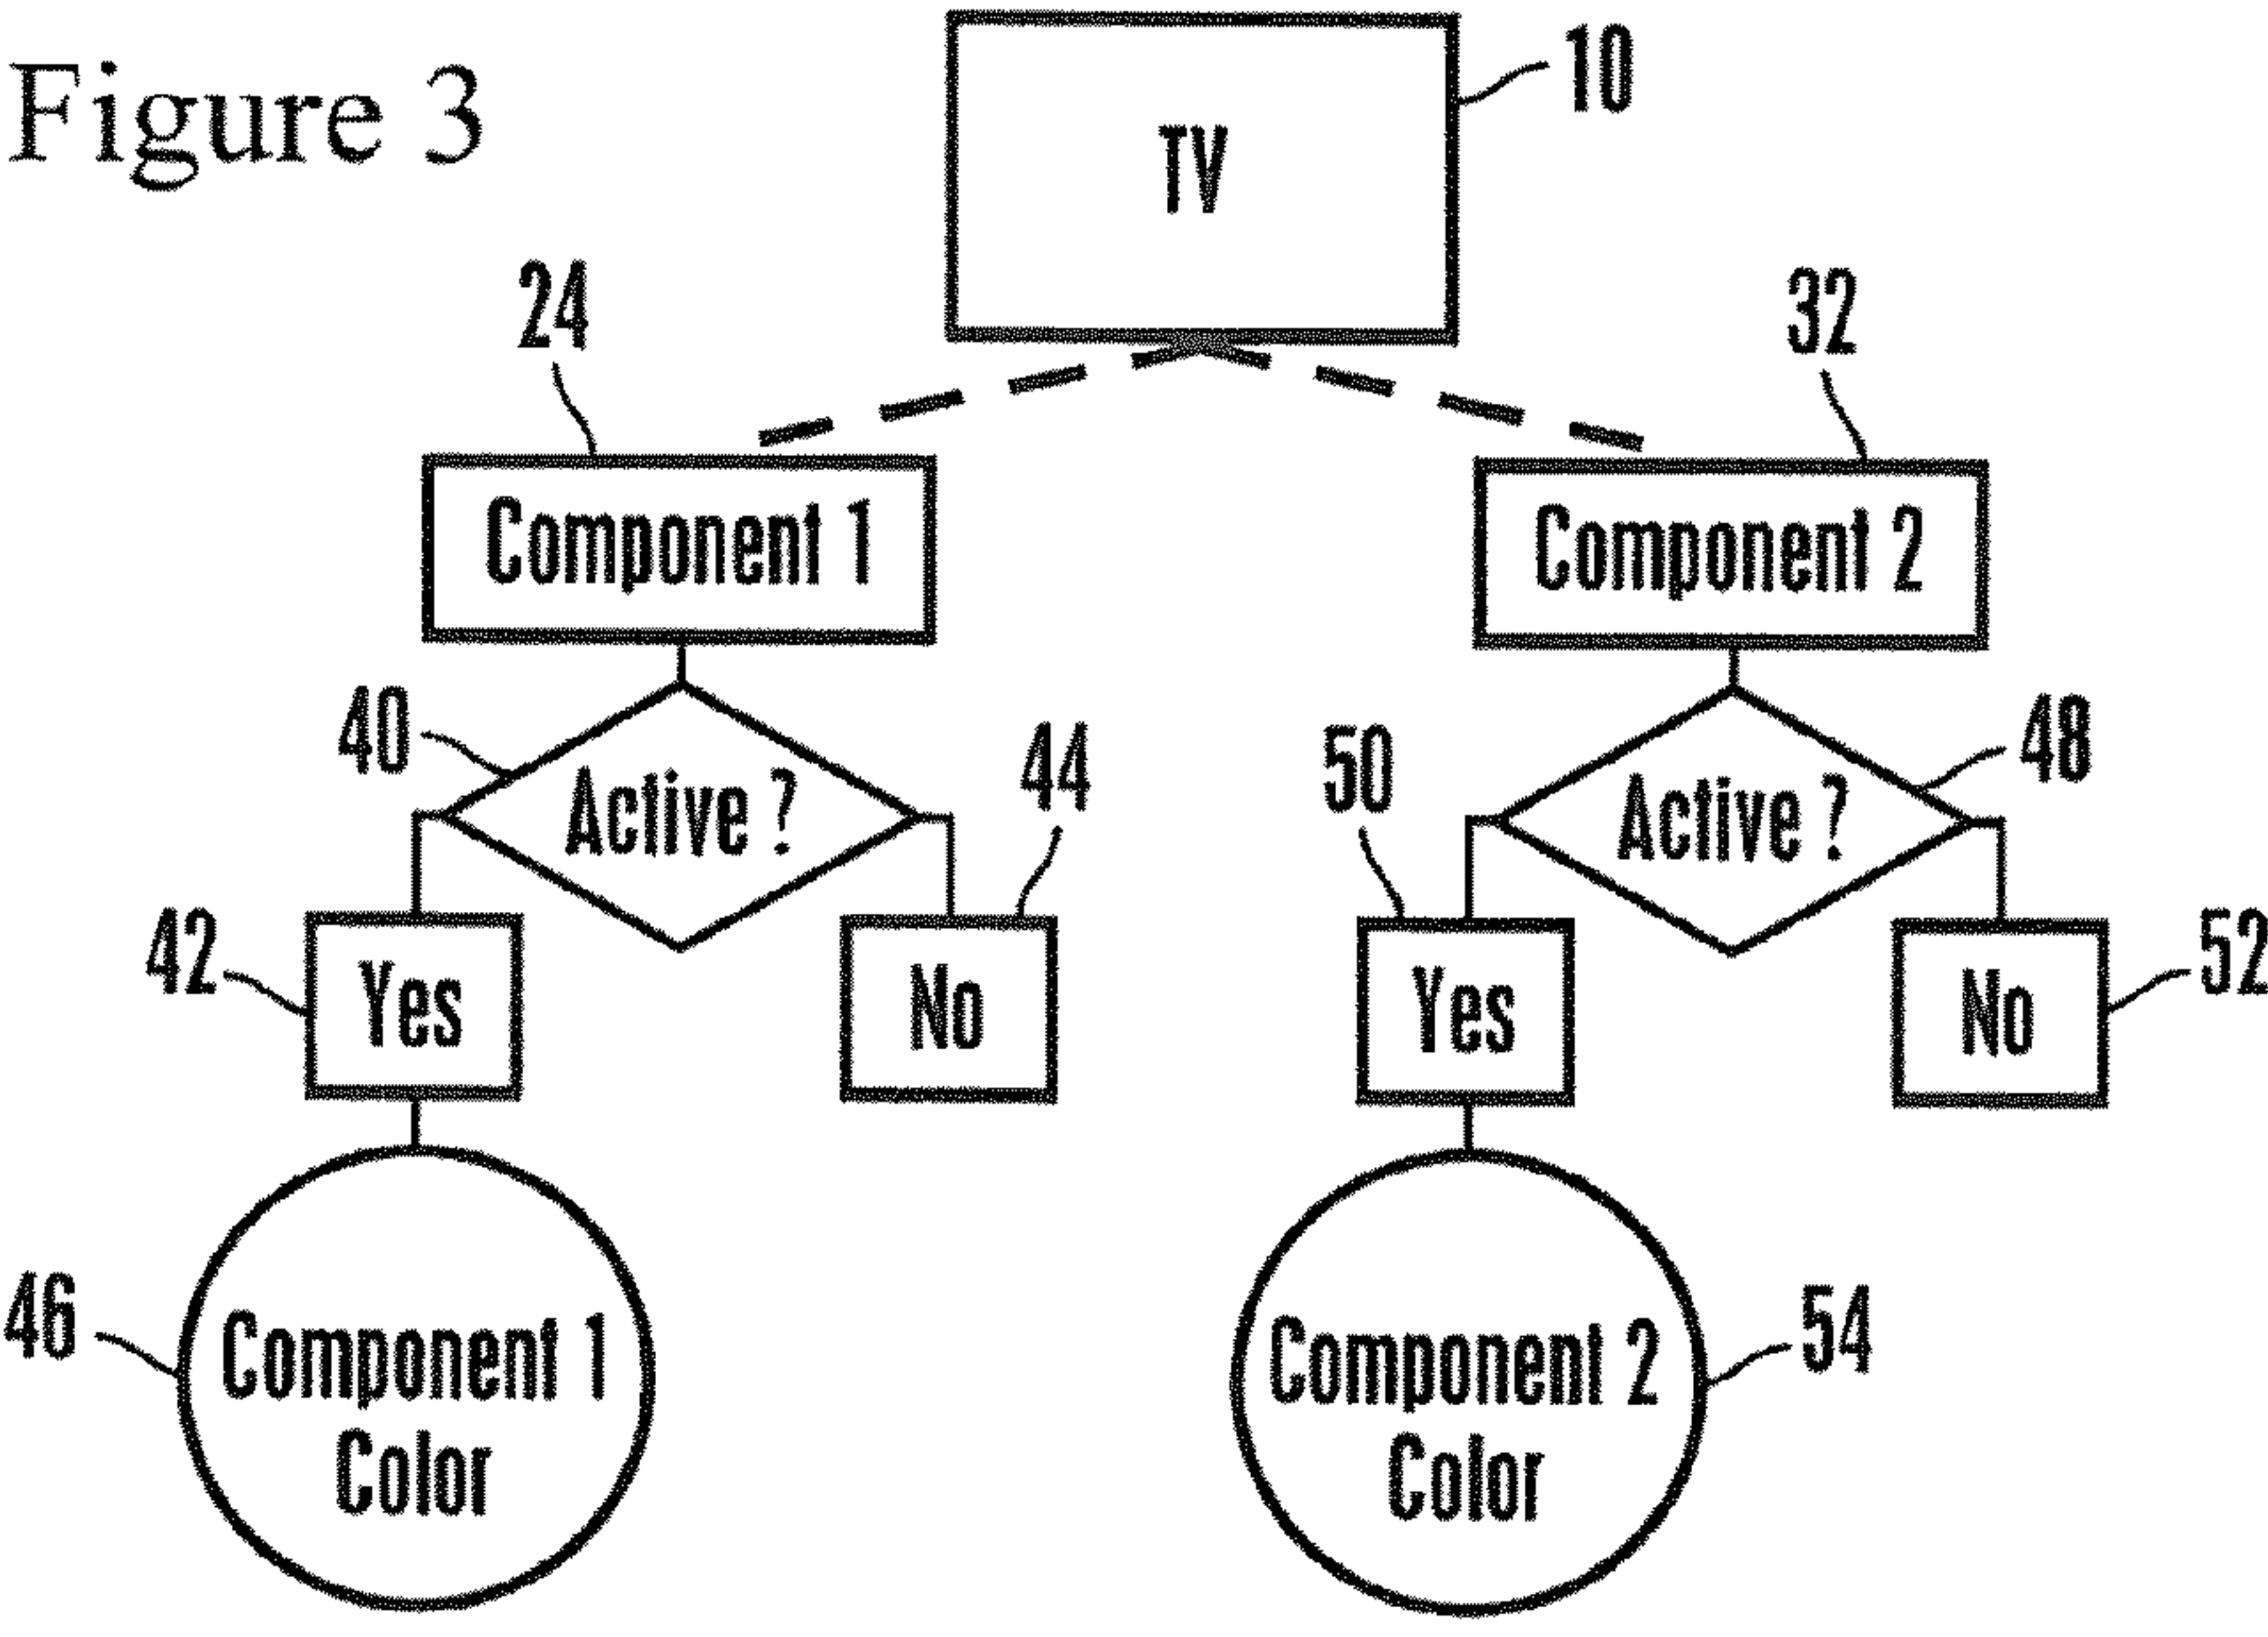 Figure 3
10
TV
24
32
Component 1
Component 2
40
Active ?
44
50
Active ?
48
42
Yes
No
Yes
No
52
46
Component 1
Color
Component 2
Color
54